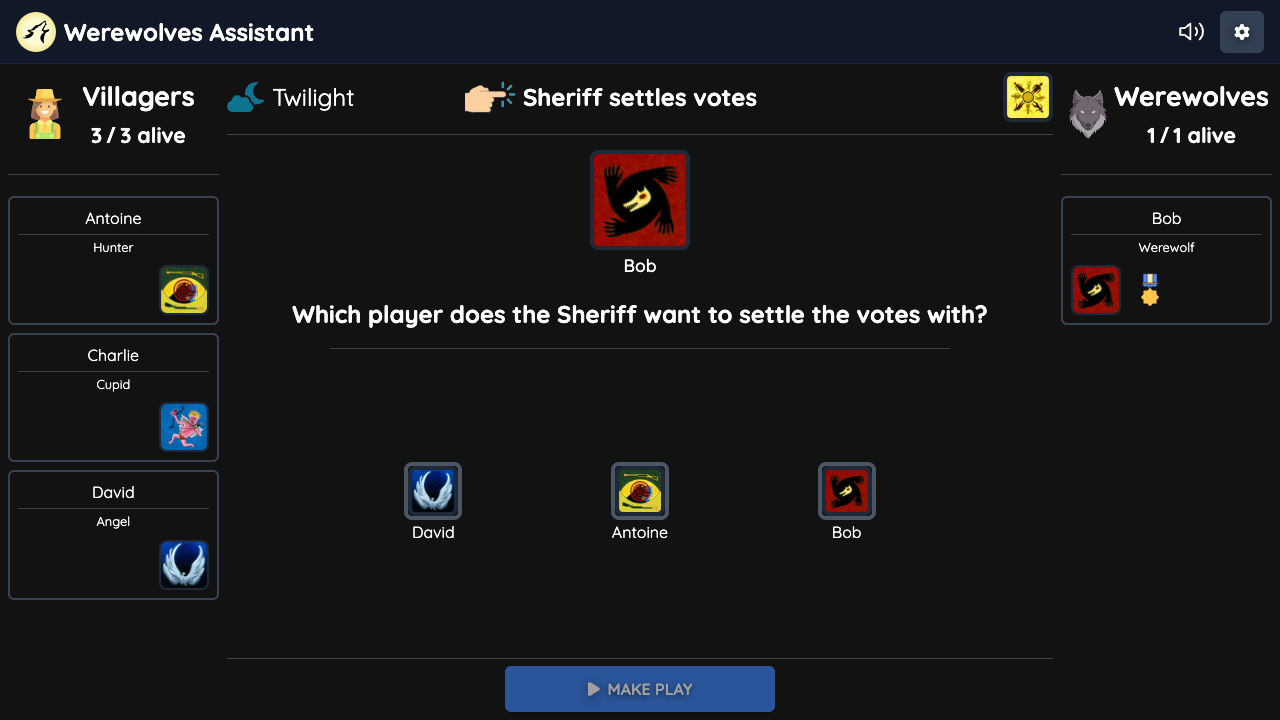 Werewolves Assistant
Villagers
3 / 3 alive
Antoine
Hunter
Charlie
Cupid
David
Angel
Twilight
Sheriff settles votes
Bob
Which player does the Sheriff want to settle the votes with?
David
Antoine
Bob
MAKE PLAY
Werewolves
1 / 1 alive
Bob
Werewolf